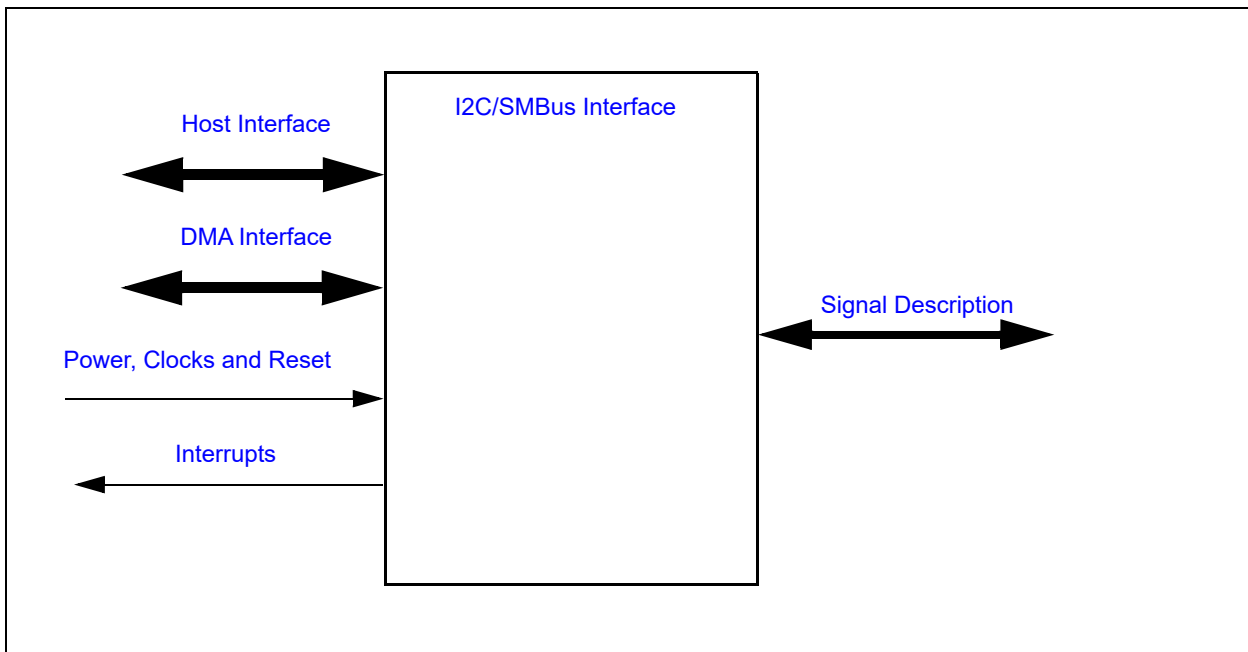 I2C/SMBus Interface
Host Interface
DMA Interface
Signal Description
Power, Clocks and Reset
Interrupts